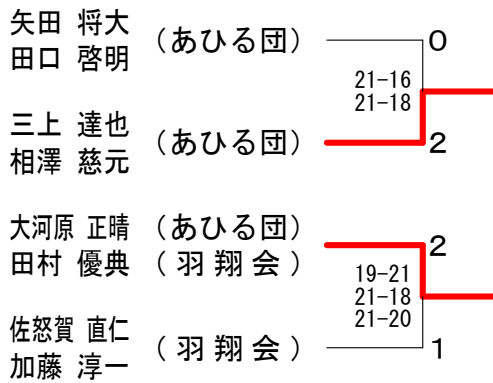 矢田 将大
田口 啓明
(あひる団)
0
21-16
21-18
三上 達也
相澤 慈元
(あひる団)
2
大河原 正晴 (あひる団)
田村 優典 (羽翔会)
2
19-21
21-18
21-20
佐怒賀 直仁
加藤 淳一
(羽翔会)
1